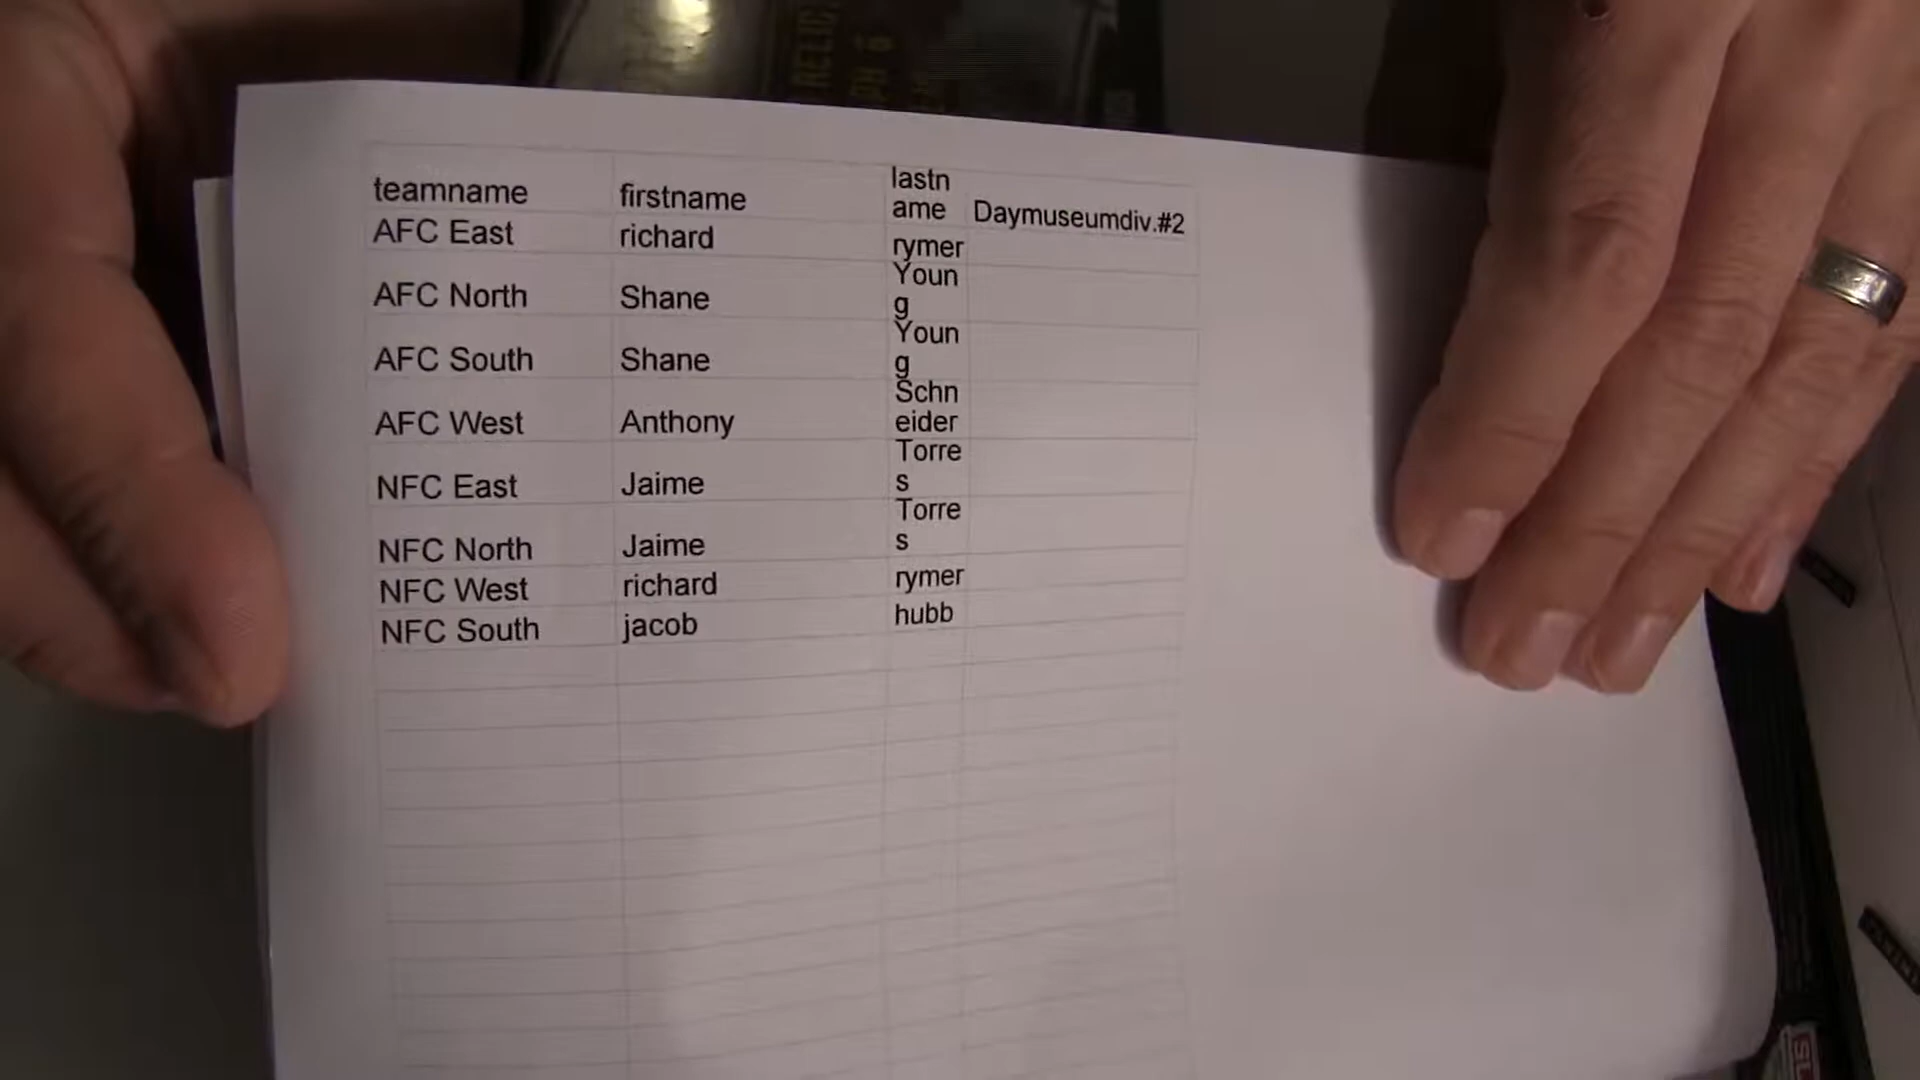 RELIC
teamname firstname lastn
ame Daymuseumdiv.#2
AFC East richard rymer
AFC North Shane Youn
g
AFC South Shane Youn
g
AFC West Anthony Schn
eider
NFC East Jaime Torre
s
NFC North Jaime Torre
s
NFC West richard rymer
NFC South jacob hubb